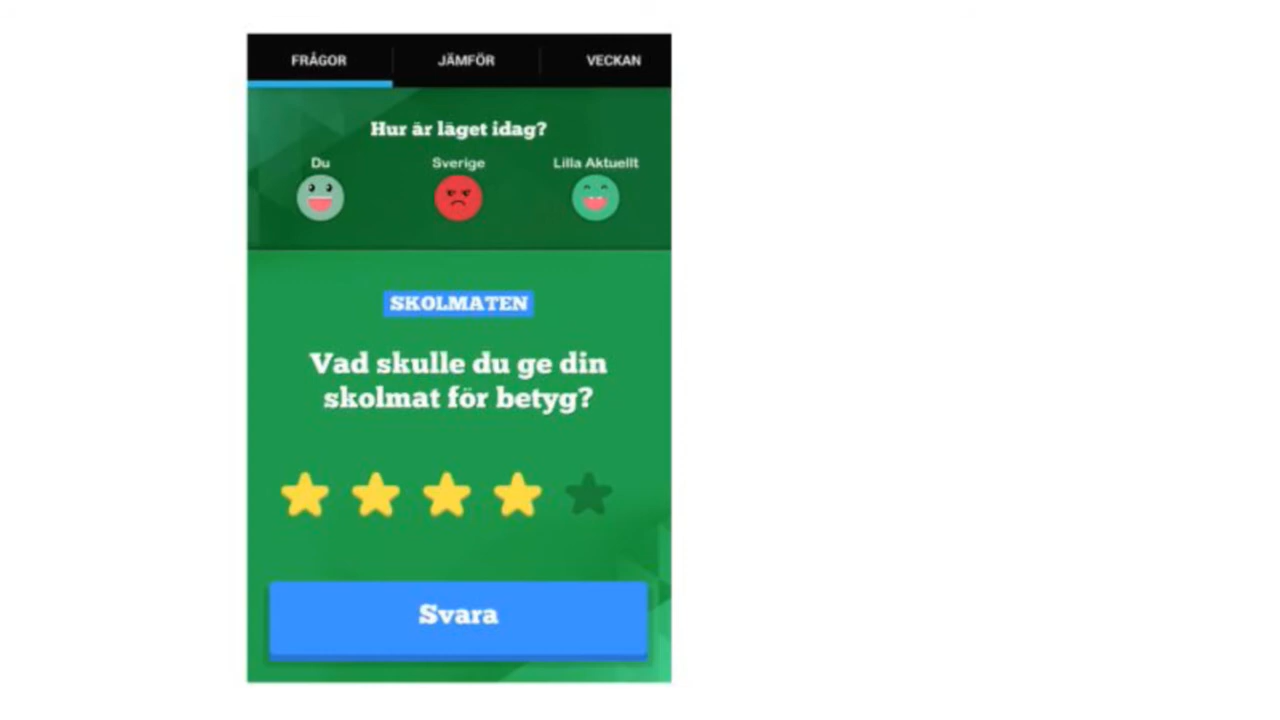 FRÅGOR JÄMFÖR VECKAN
Hur är läget idag?
Du Sverige Lilla Aktuellt
SKOLMATEN
Vad skulle du ge din
skolmat för betyg?
Svara